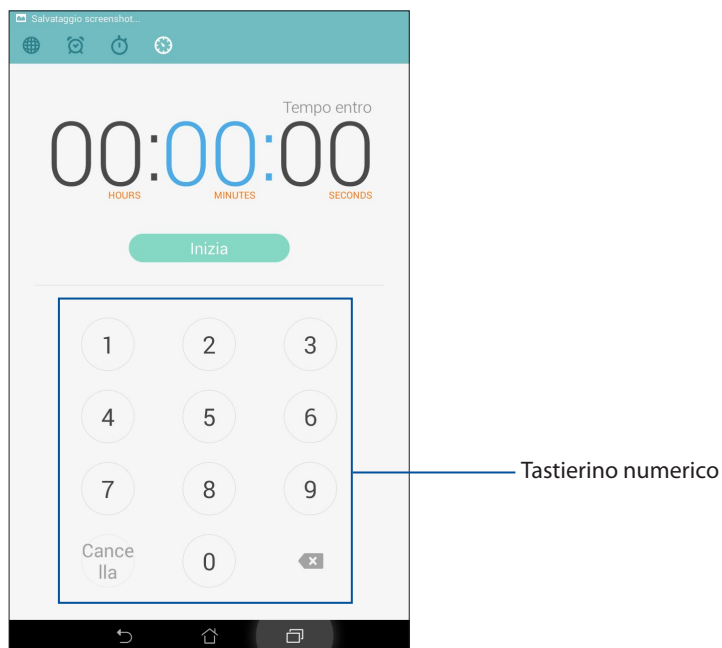 Salvataggio screenshot...
Tempo entro
00:00:00
HOURS MINUTES SECONDS
Inizia
1 2 3
4 5 6
7 8 9
Cance
lla
0
Tastierino numerico